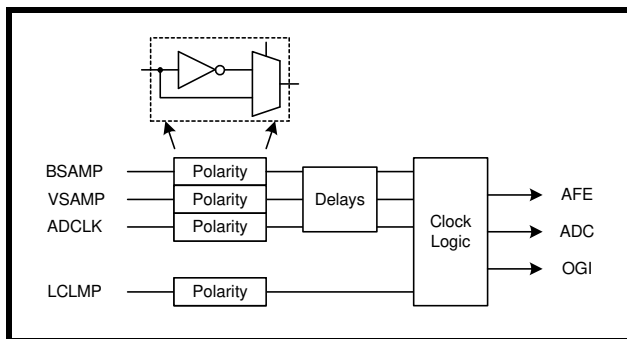 BSAMP Polarity
VSAMP Polarity Delays AFE
ADCLK Polarity Clock Logic ADC
OGI
LCLMP Polarity